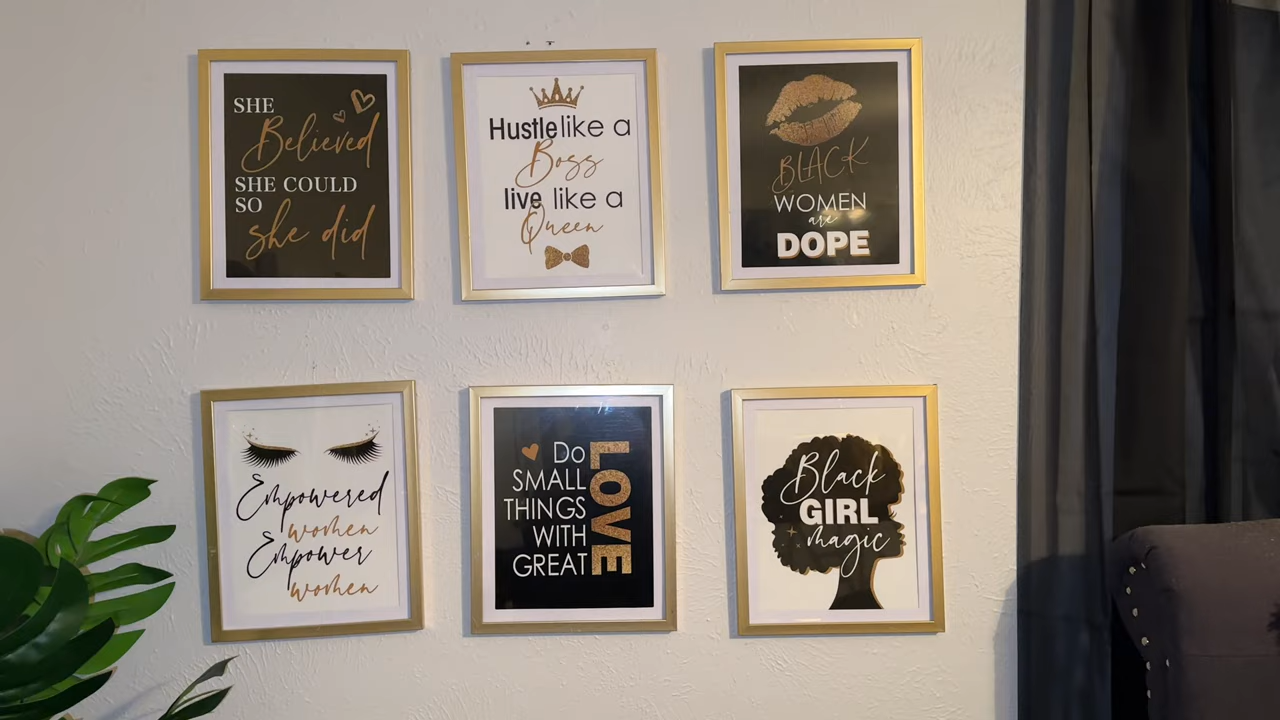 SHE
Believed
SHE COULD
SO
she did
Hustle like a
Boss
live like a
Queen
BLACK
WOMEN
are
DOPE
Empowered
women
Empower
women
Do
SMALL
THINGS
WITH
GREAT
LOVE
Black
GIRL
magic